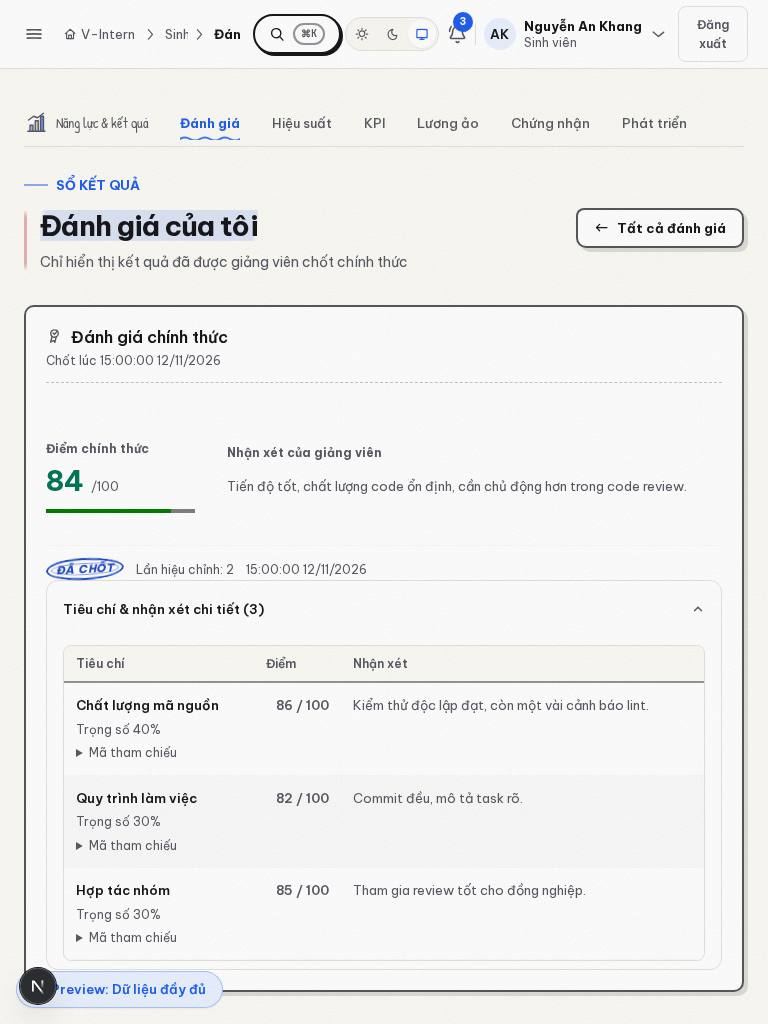 V-Intern > Sinh > Đán
⌘K
3
AK
Nguyễn An Khang
Sinh viên
Đăng xuất
Năng lực & kết quả
Đánh giá
Hiệu suất
KPI
Lương ảo
Chứng nhận
Phát triển
SỔ KẾT QUẢ
Đánh giá của tôi
← Tất cả đánh giá
Chỉ hiển thị kết quả đã được giảng viên chốt chính thức
Đánh giá chính thức
Chốt lúc 15:00:00 12/11/2026
Điểm chính thức
84 /100
Nhận xét của giảng viên
Tiến độ tốt, chất lượng code ổn định, cần chủ động hơn trong code review.
ĐÃ CHỐT
Lần hiệu chỉnh: 2
15:00:00 12/11/2026
Tiêu chí & nhận xét chi tiết (3)
Tiêu chí
Điểm
Nhận xét
Chất lượng mã nguồn
86 / 100
Kiểm thử độc lập đạt, còn một vài cảnh báo lint.
Trọng số 40%
Mã tham chiếu
Quy trình làm việc
82 / 100
Commit đều, mô tả task rõ.
Trọng số 30%
Mã tham chiếu
Hợp tác nhóm
85 / 100
Tham gia review tốt cho đồng nghiệp.
Trọng số 30%
Mã tham chiếu
N
Preview: Dữ liệu đầy đủ